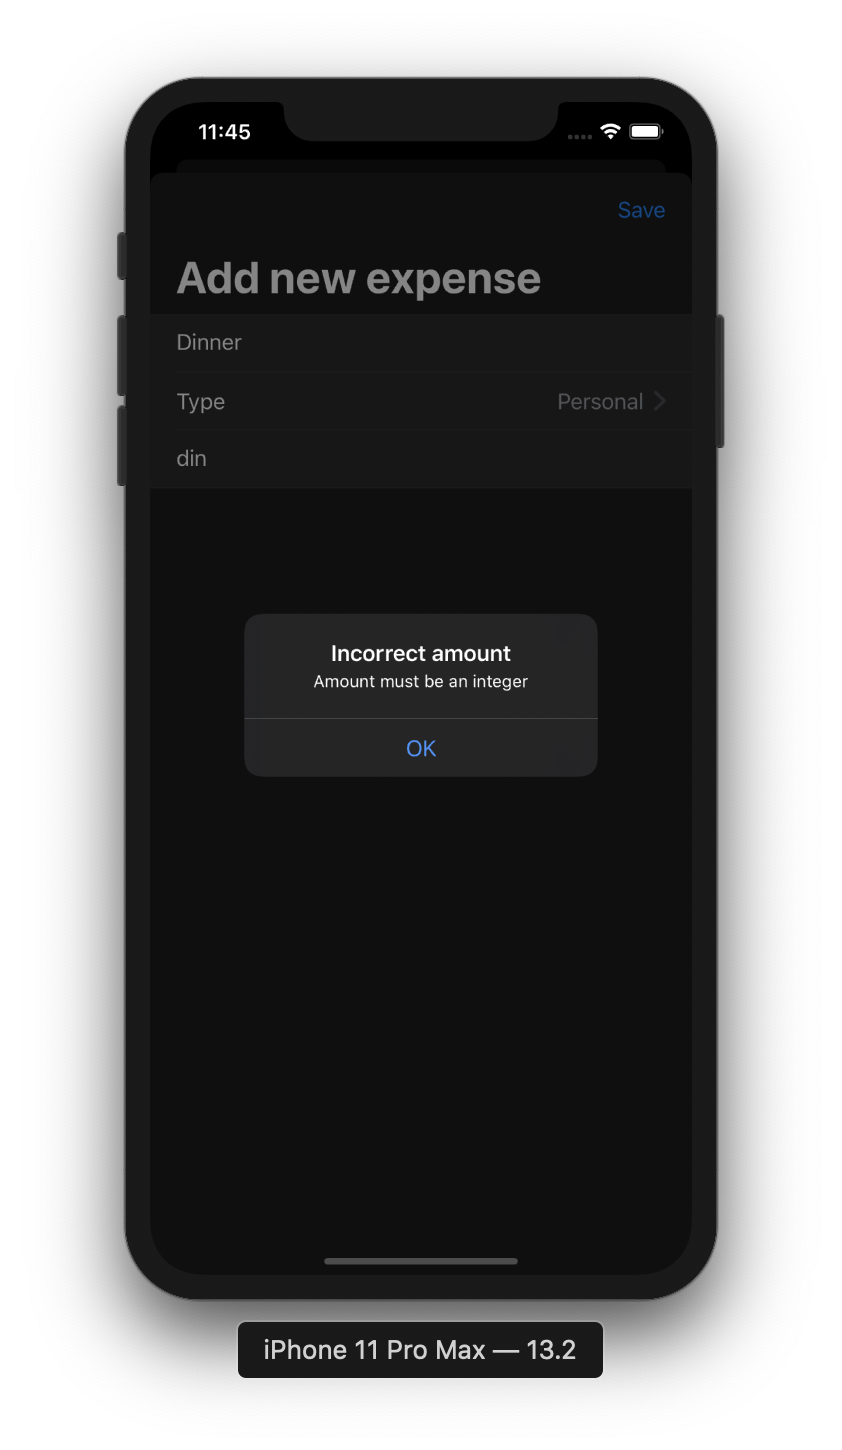 11:45
Save
Add new expense
Dinner
Type Personal
din
Incorrect amount
Amount must be an integer
OK
iPhone 11 Pro Max — 13.2